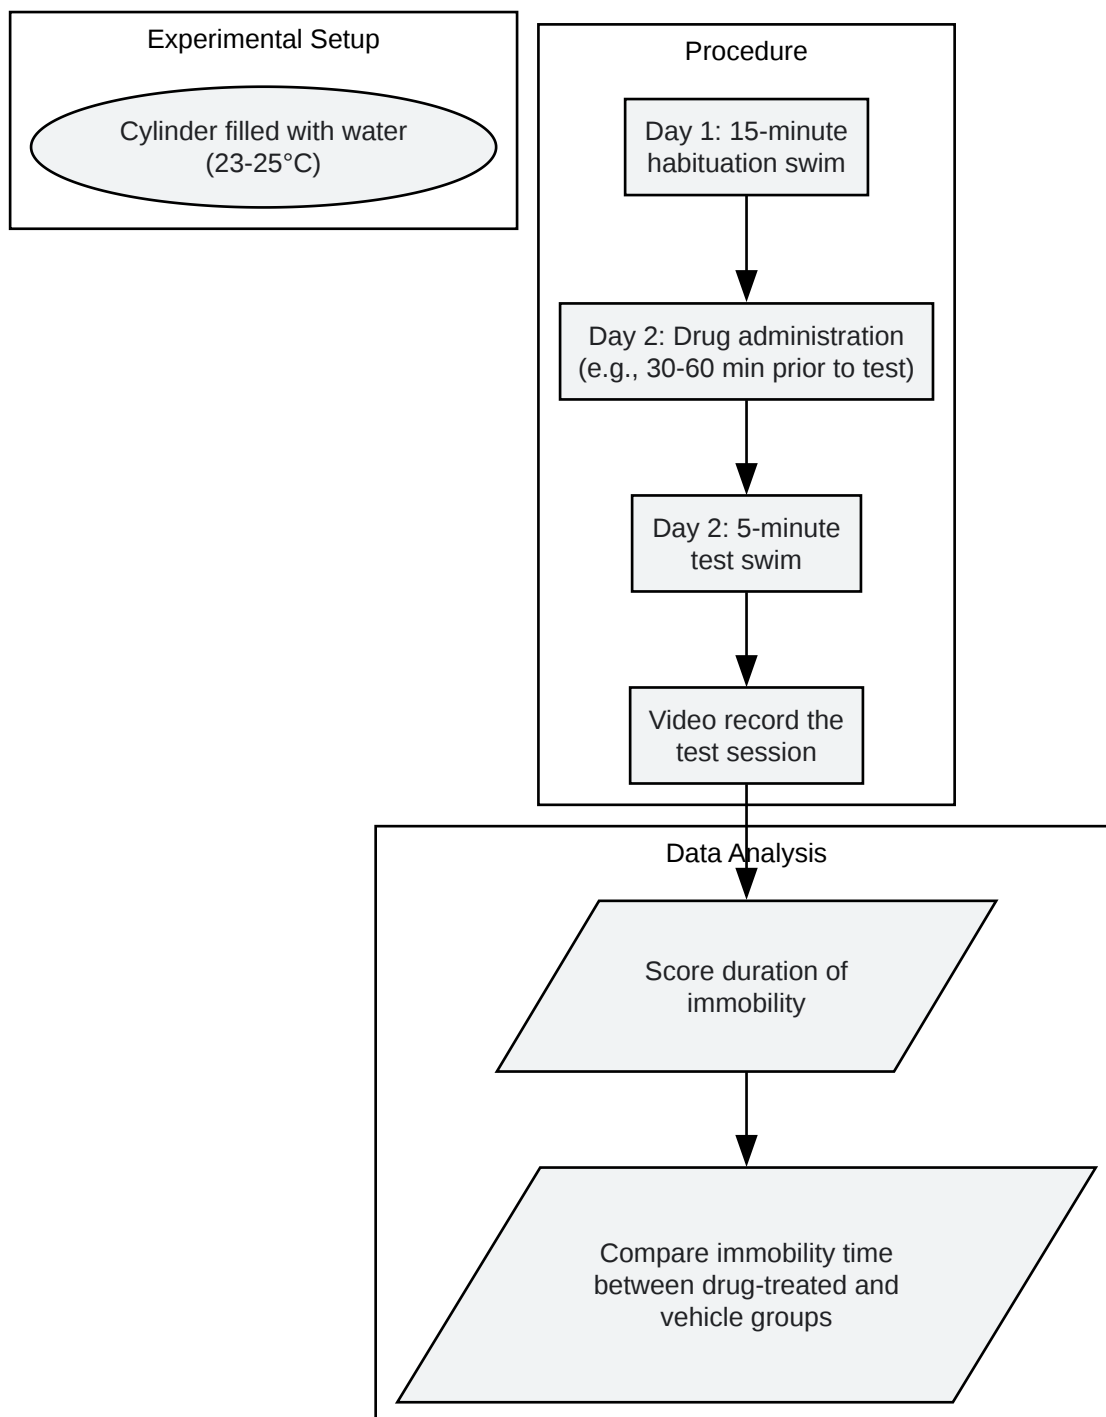 Experimental Setup
Cylinder filled with water
(23-25°C)
Procedure
Day 1: 15-minute
habituation swim
Day 2: Drug administration
(e.g., 30-60 min prior to test)
Day 2: 5-minute
test swim
Video record the
test session
Data Analysis
Score duration of
immobility
Compare immobility time
between drug-treated and
vehicle groups